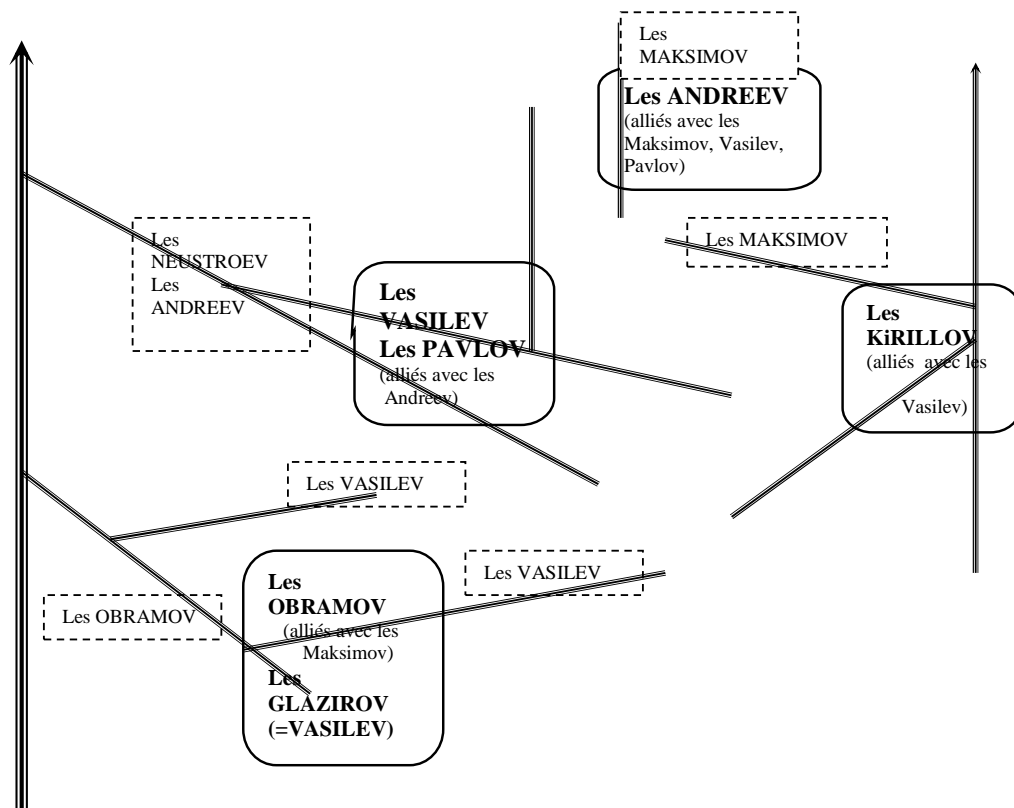 Les
MAKSIMOV
Les ANDREEV
(alliés avec les
Maksimov, Vasilev,
Pavlov)
Les
NEUSTROEV
Les
ANDREEV
Les MAKSIMOV
Les
VASILEV
Les PAVLOV
(alliés avec les
Andreev)
Les
KiRILLOV
(alliés avec les
Vasilev)
Les VASILEV
Les VASILEV
Les OBRAMOV
Les
OBRAMOV
(alliés avec les
Maksimov)
Les
GLAZIROV
(=VASILEV)